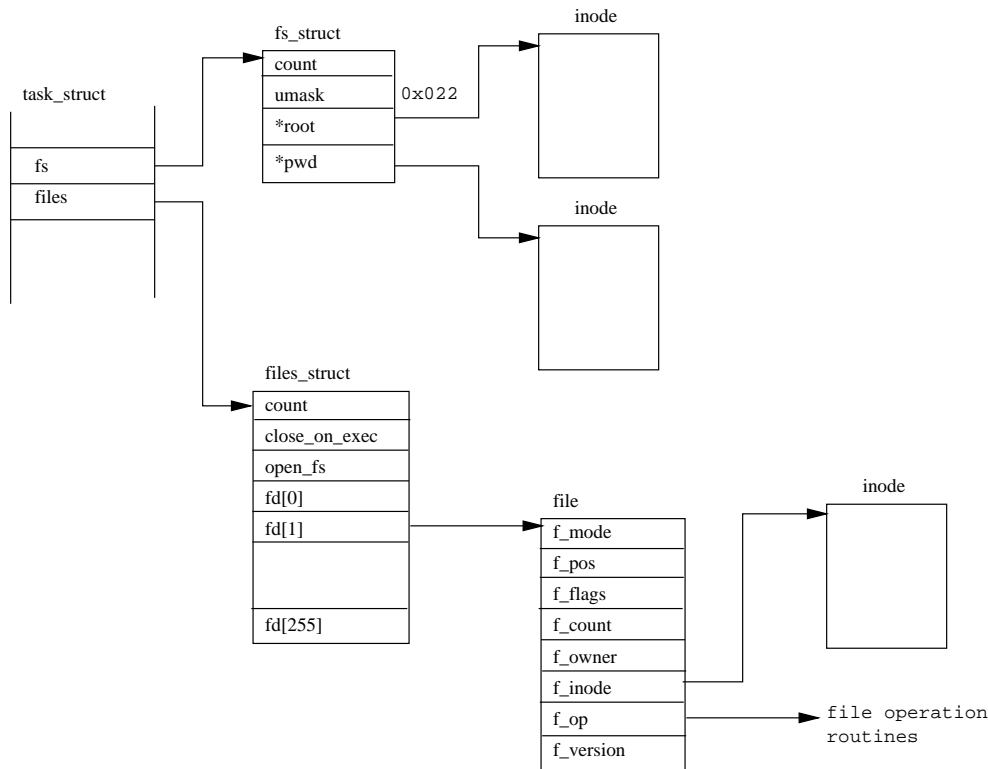 inode
fs_struct
count
umask
0x022
*root
*pwd
task_struct
fs
files
inode
files_struct
count
close_on_exec
open_fs
fd[0]
fd[1]
fd[255]
file
f_mode
f_pos
f_flags
f_count
f_owner
f_inode
f_op
f_version
inode
file operation
routines